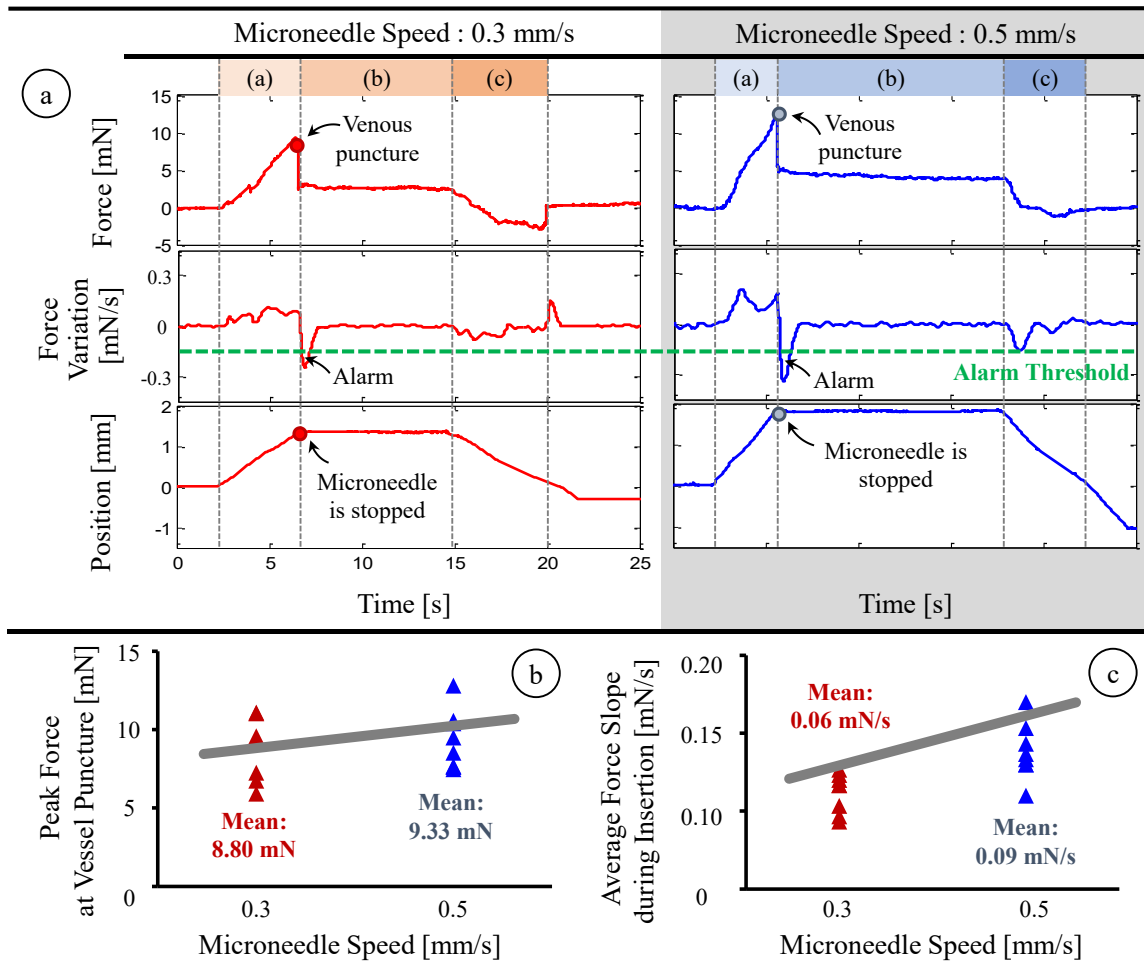 Microneedle Speed : 0.3 mm/s
Microneedle Speed : 0.5 mm/s
a
(a)
(b)
(c)
(a)
(b)
(c)
Force [mN]
15
10
5
0
-5
Venous
puncture
Venous
puncture
Force
Variation
[mN/s]
0.3
0
-0.3
Alarm
Alarm
Alarm Threshold
Position [mm]
2
1
0
-1
Microneedle
is stopped
Microneedle is
stopped
0
5
10
15
20
25
Time [s]
Time [s]
b
Peak Force
at Vessel Puncture [mN]
15
10
5
0
Mean:
8.80 mN
Mean:
9.33 mN
0.3
0.5
Microneedle Speed [mm/s]
c
Average Force Slope
during Insertion [mN/s]
0.20
0.15
0.10
0
Mean:
0.06 mN/s
Mean:
0.09 mN/s
0.3
0.5
Microneedle Speed [mm/s]